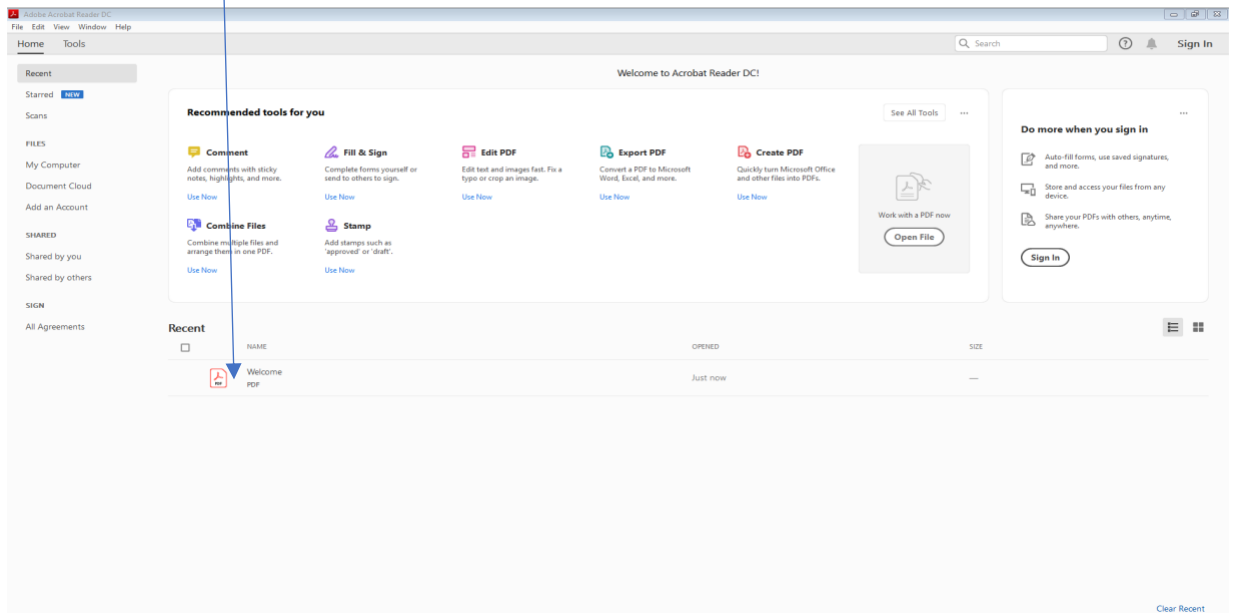 Adobe Acrobat Reader DC
File Edit View Window Help
Home Tools
Search
Sign In
Recent
Starred NEW
Scans
FILES
My Computer
Document Cloud
Add an Account
SHARED
Shared by you
Shared by others
SIGN
All Agreements
Welcome to Acrobat Reader DC!
Recommended tools for you
See All Tools
Comment
Add comments with sticky
notes, highlights, and more.
Use Now
Fill & Sign
Complete forms yourself or
send to others to sign.
Use Now
Edit PDF
Edit text and images fast. Fix a
typo or crop an image.
Use Now
Export PDF
Convert a PDF to Microsoft
Word, Excel, and more.
Use Now
Create PDF
Quickly turn Microsoft Office
and other files into PDFs.
Use Now
Combine Files
Combine multiple files and
arrange them in one PDF.
Use Now
Stamp
Add stamps such as
'approved' or 'draft'.
Use Now
Work with a PDF now
Open File
Do more when you sign in
Auto-fill forms, use saved signatures,
and more.
Store and access your files from any
device.
Share your PDFs with others, anytime,
anywhere.
Sign In
Recent
NAME OPENED SIZE
PDF
Welcome
PDF
Just now
—
Clear Recent